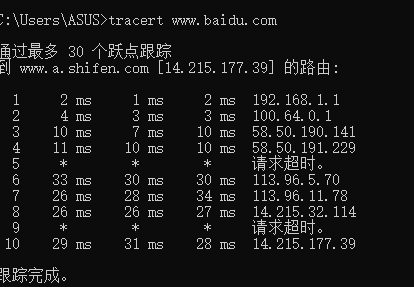 C:\Users\ASUS>tracert www.baidu.com
通过最多 30 个跃点跟踪
到 www.a.shifen.com [14.215.177.39] 的路由:
1 2 ms 1 ms 2 ms 192.168.1.1
2 4 ms 3 ms 3 ms 100.64.0.1
3 10 ms 7 ms 10 ms 58.50.190.141
4 11 ms 10 ms 10 ms 58.50.191.229
5 * * * 请求超时。
6 33 ms 30 ms 30 ms 113.96.5.70
7 26 ms 28 ms 34 ms 113.96.11.78
8 26 ms 26 ms 27 ms 14.215.32.114
9 * * * 请求超时。
10 29 ms 31 ms 28 ms 14.215.177.39
跟踪完成。